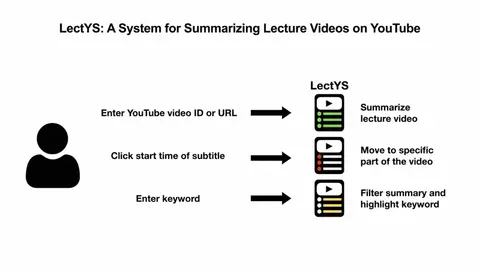 LectYS: A System for Summarizing Lecture Videos on YouTube
LectYS
Enter YouTube video ID or URL
Summarize
lecture video
Click start time of subtitle
Move to specific
part of the video
Enter keyword
Filter summary and
highlight keyword